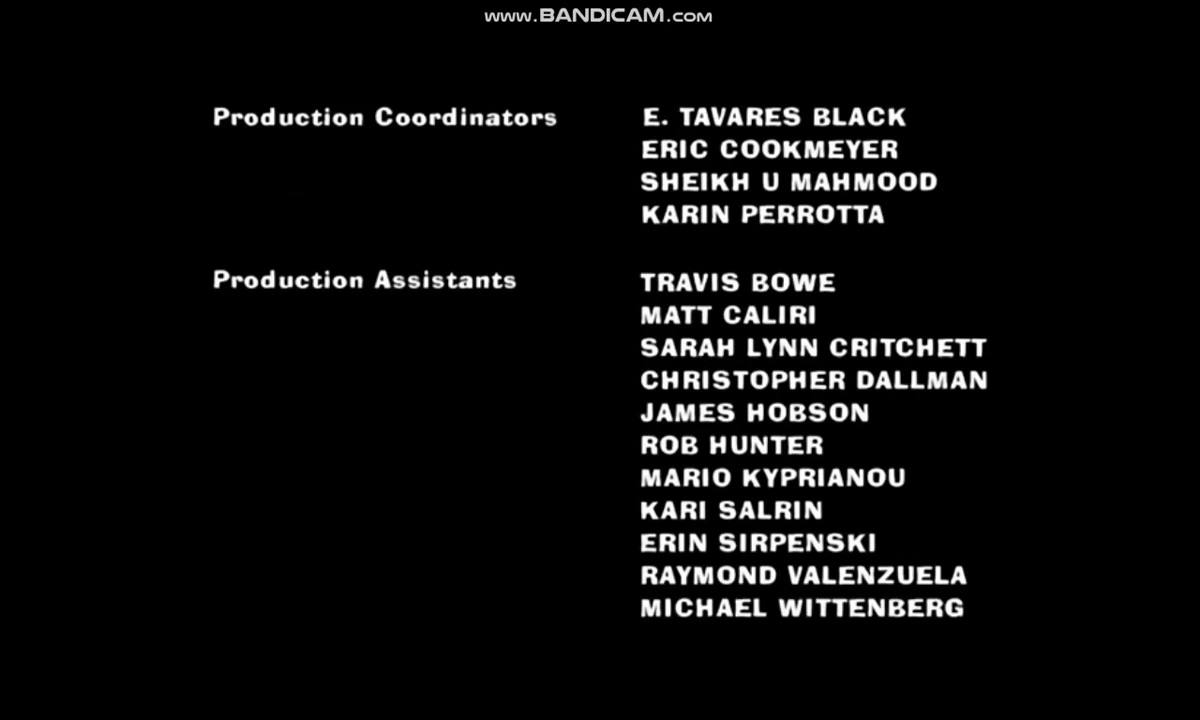 www.BANDICAM.com
Production Coordinators E. TAVARES BLACK
ERIC COOKMEYER
SHEIKH U MAHMOOD
KARIN PERROTTA
Production Assistants TRAVIS BOWE
MATT CALIRI
SARAH LYNN CRITCHETT
CHRISTOPHER DALLMAN
JAMES HOBSON
ROB HUNTER
MARIO KYPRIANOU
KARI SALRIN
ERIN SIRPENSKI
RAYMOND VALENZUELA
MICHAEL WITTENBERG